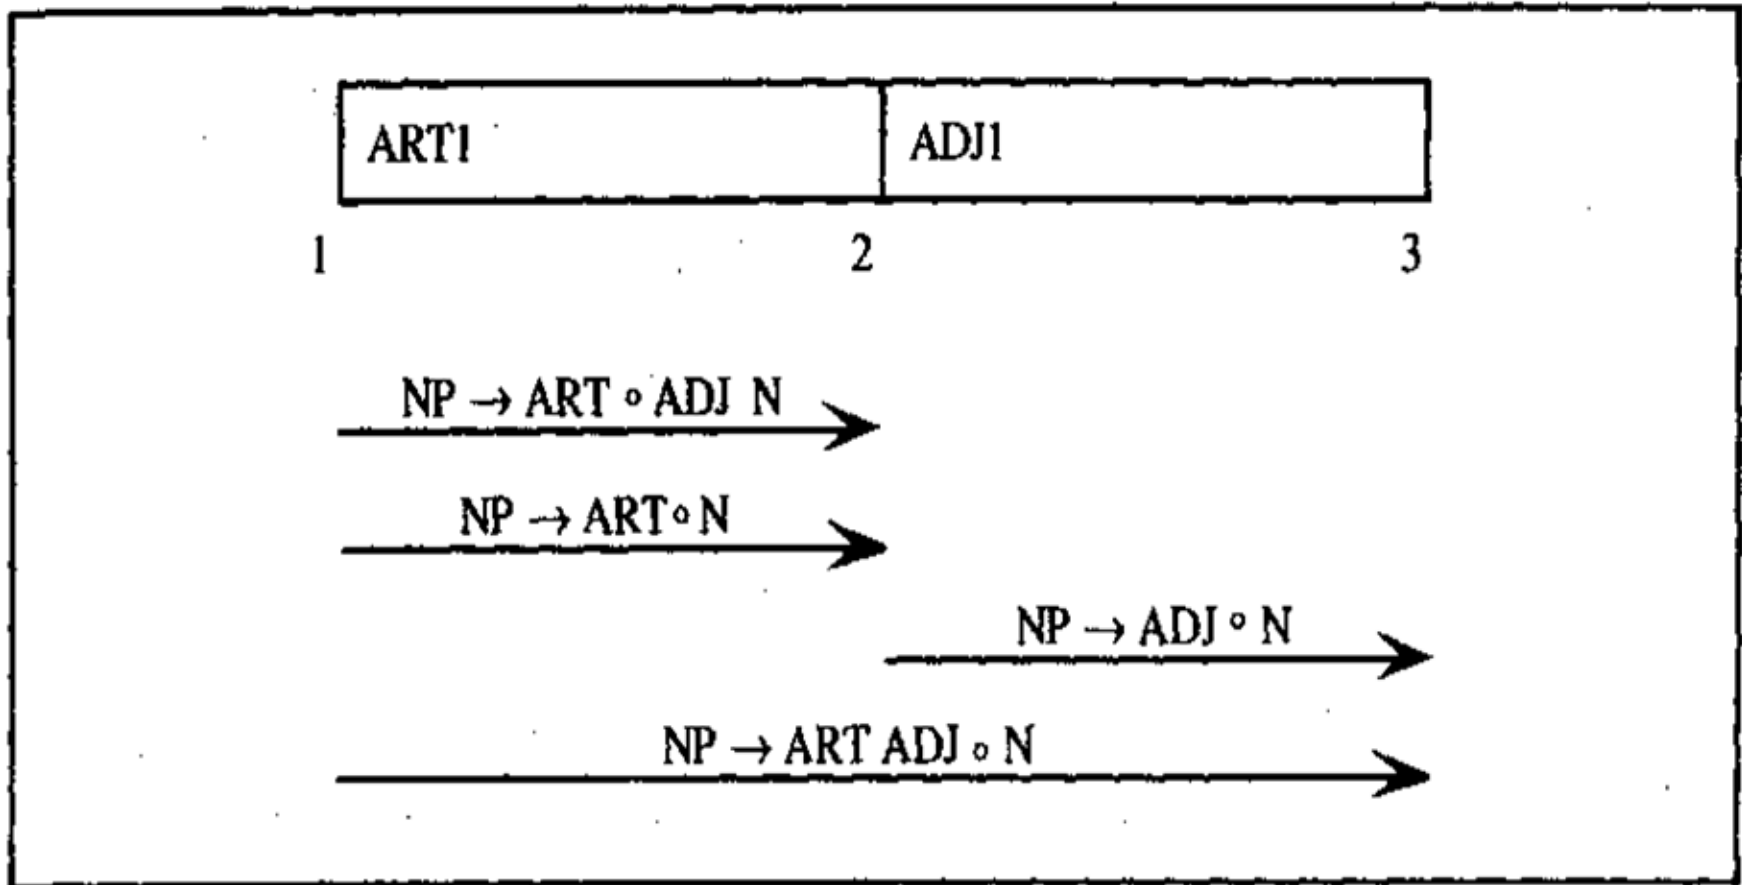 ART1 ADJ1
1 2 3
NP → ART ∘ ADJ N
NP → ART ∘ N
NP → ADJ ∘ N
NP → ART ADJ ∘ N